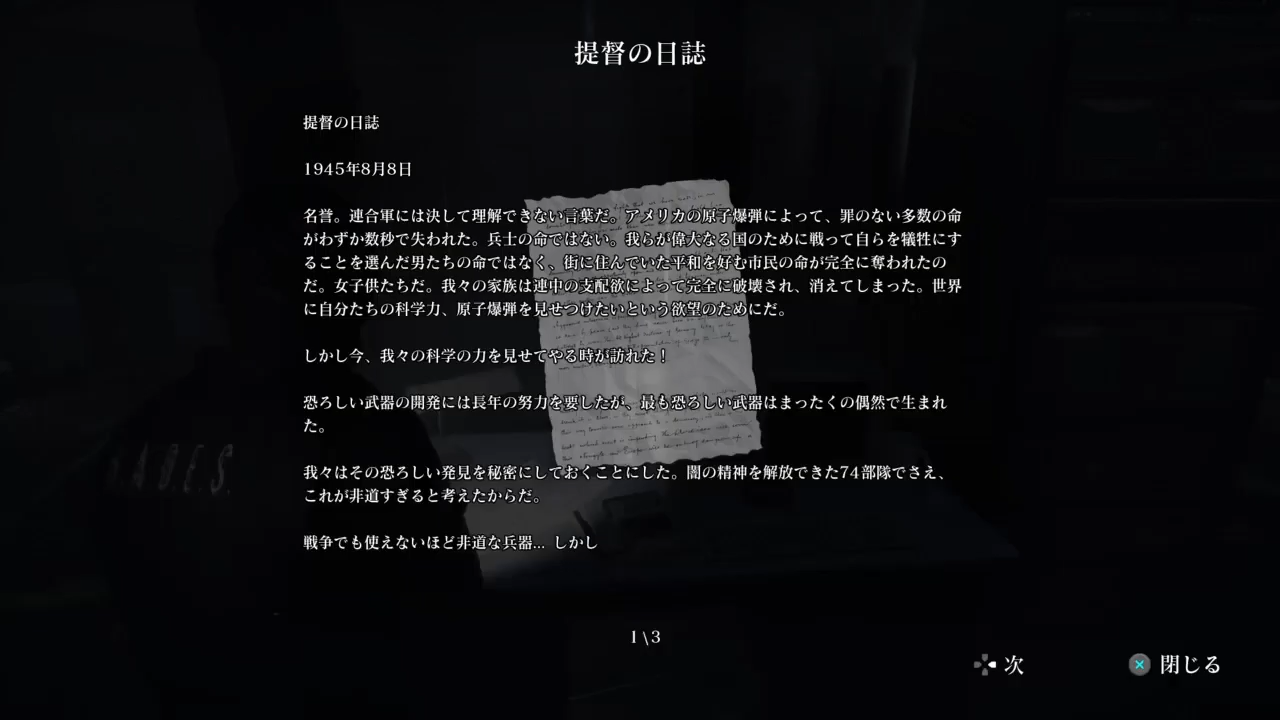 提督の日誌
提督の日誌
1945年8月8日
名誉。連合軍には決して理解できない言葉だ。アメリカの原子爆弾によって、罪のない多数の命
がわずか数秒で失われた。兵士の命ではない。我らが偉大なる国のために戦って自らを犠牲にす
ることを選んだ男たちの命ではなく、街に住んでいた平和を好む市民の命が完全に奪われたの
だ。女子供たちだ。我々の家族は連中の支配欲によって完全に破壊され、消えてしまった。世界
に自分たちの科学力、原子爆弾を見せつけたいという欲望のためにだ。
しかし今、我々の科学の力を見せてやる時が訪れた！
恐ろしい武器の開発には長年の努力を要したが、最も恐ろしい武器はまったくの偶然で生まれ
た。
我々はその恐ろしい発見を秘密にしておくことにした。闇の精神を解放できた74部隊でさえ、
これが非道すぎると考えたからだ。
戦争でも使えないほど非道な兵器... しかし
1\3
次
閉じる